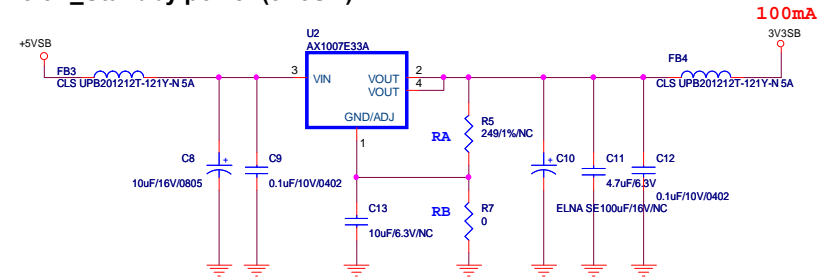 100mA
+5VSB
3V3SB
U2
AX1007E33A
FB3
CLS UPB201212T-121Y-N 5A
FB4
CLS UPB201212T-121Y-N 5A
3
VIN
VOUT
VOUT
2
4
GND/ADJ
1
RA
R5
249/1%/NC
C8
10uF/16V/0805
C9
0.1uF/10V/0402
C10
ELNA SE100uF/16V/NC
C11
4.7uF/6.3V
C12
0.1uF/10V/0402
C13
10uF/6.3V/NC
RB
R7
0